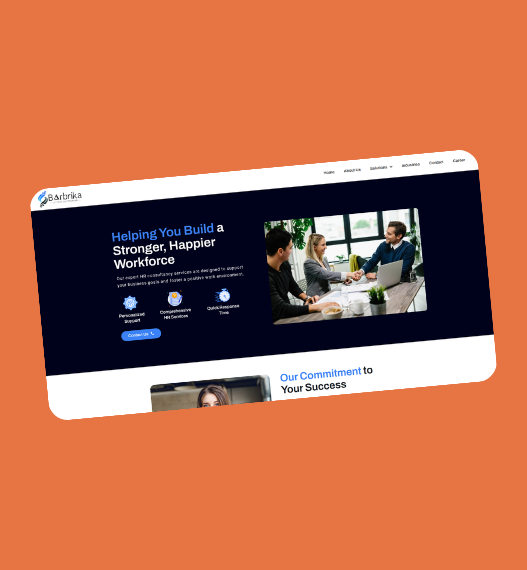 Barbrika
Home About Us Solutions Industries Contact Career
Helping You Build a
Stronger, Happier
Workforce
Our expert HR consultancy services are designed to support
your business goals and foster a positive work environment.
Personalized
Support
Comprehensive
HR Services
Quick Response
Time
Contact Us
Our Commitment to
Your Success